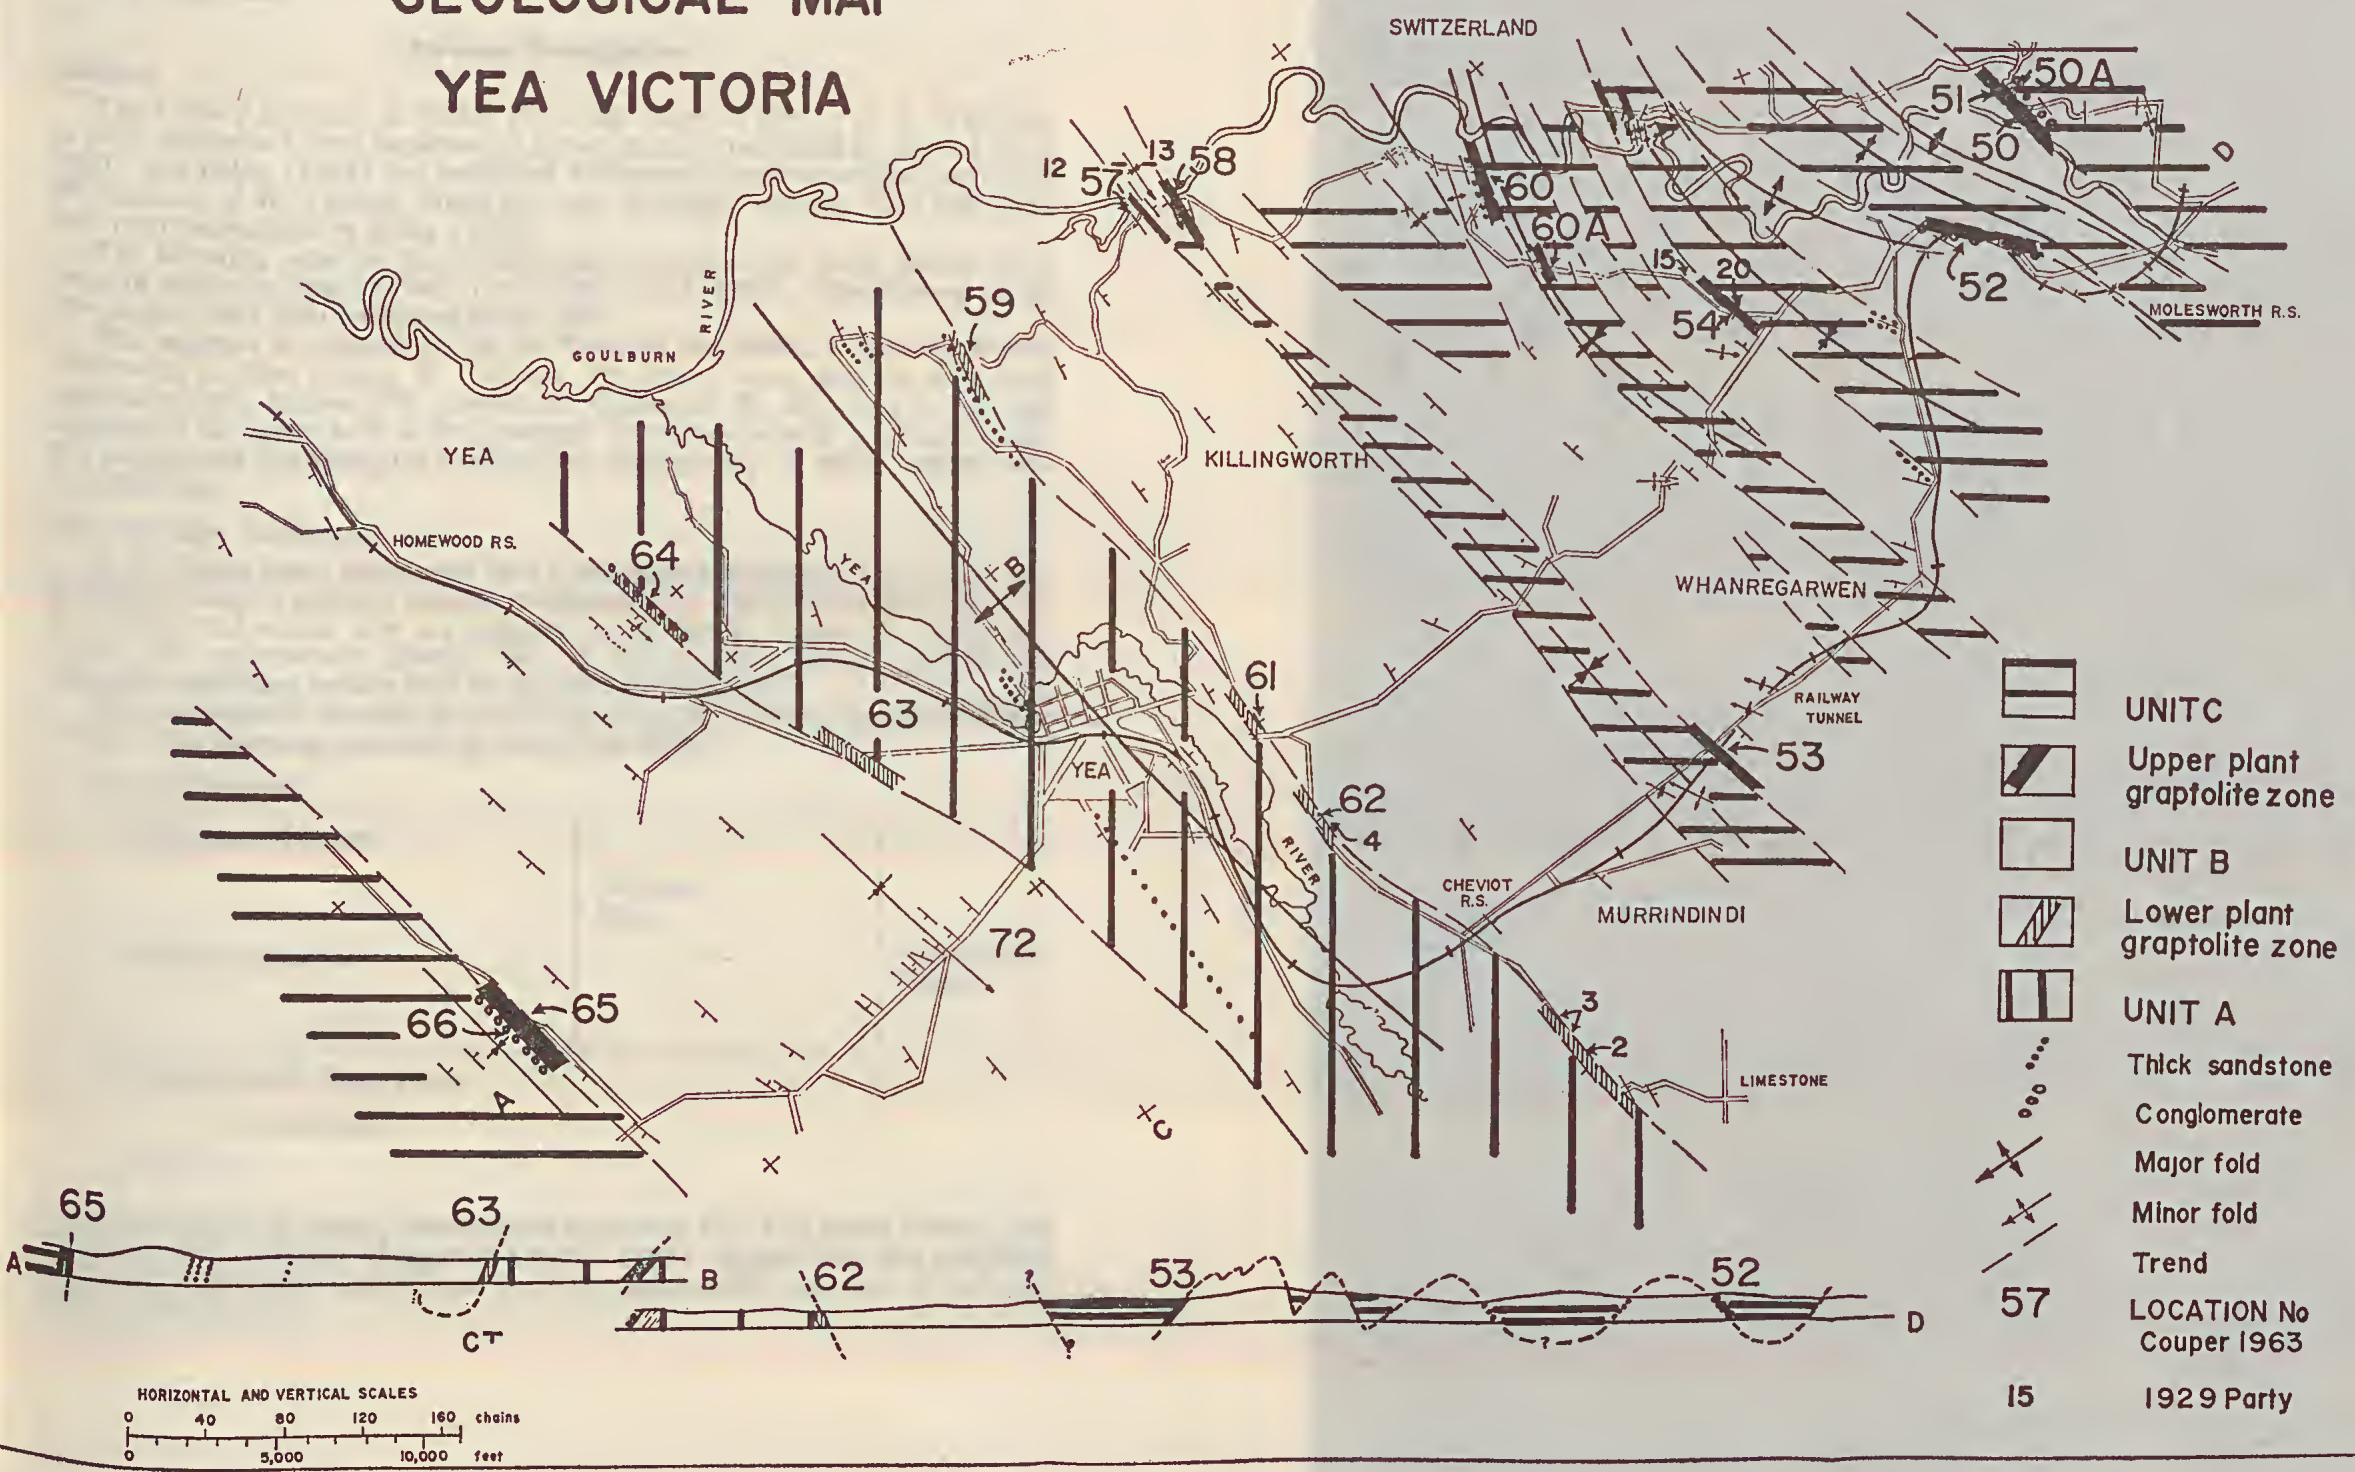 GEOLOGICAL MAP
YEA VICTORIA
SWITZERLAND
50A
51
50
D
12
57
13
58
60
60A
15
20
54
52
MOLESWORTH R.S.
59
RIVER
GOULBURN
YEA
KILLINGWORTH
HOMEWOOD R.S.
64
YEA
B
WHANREGARWEN
61
63
RAILWAY
TUNNEL
53
YEA
62
4
RIVER
CHEVIOT
R.S.
MURRINDINDI
72
65
66
3
2
A
C
LIMESTONE
UNIT C
Upper plant
graptolite zone
UNIT B
Lower plant
graptolite zone
UNIT A
Thick sandstone
Conglomerate
Major fold
Minor fold
Trend
57 LOCATION No
Couper 1963
15 1929 Party
65
63
A
B
CT
62
53
52
?
?
?
D
HORIZONTAL AND VERTICAL SCALES
0 40 80 120 160 chains
0 5,000 10,000 feet